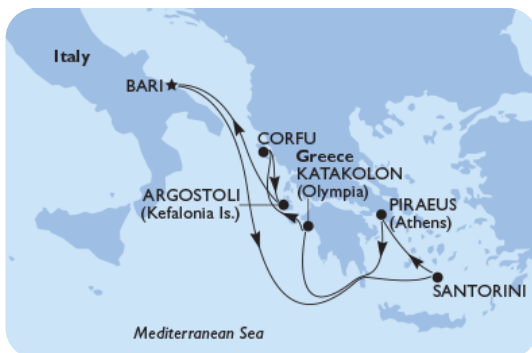 Italy
BARI
CORFU
Greece
KATAKOLON
(Olympia)
ARGOSTOLI
(Kefalonia Is.)
PIRAEUS
(Athens)
SANTORINI
Mediterranean Sea